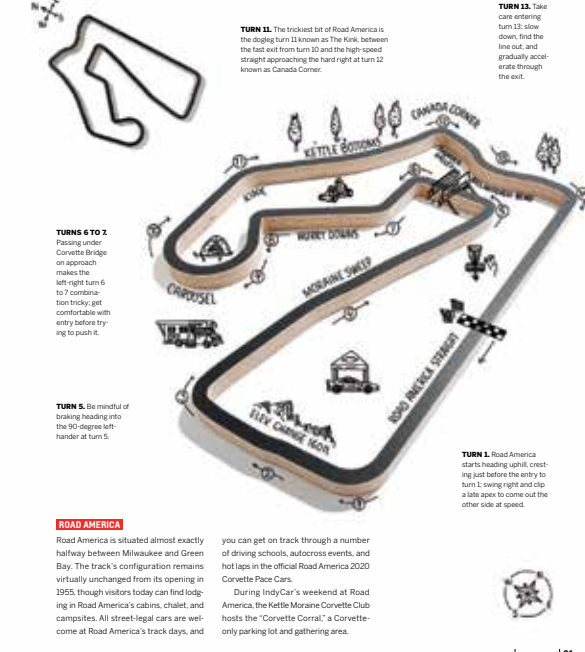 TURN 11. The trickiest bit of Road America is
the dogleg turn 11 known as The Kink, between
the fast exit from turn 10 and the high-speed
straight approaching the hard right at turn 12
known as Canada Corner.
TURN 13. Take
care entering
turn 13; slow
down, find the
line out, and
gradually accel-
erate through
the exit.
CANADA CORNER
KETTLE BOTTOMS
KINK
HURRY DOWNS
CAROUSEL
MORAINE SWEEP
ROAD AMERICA STRAIGHT
ELEV CHANGE 160ft
TURNS 6 TO 7.
Passing under
Corvette Bridge
on approach
makes the
left-right turn 6
to 7 combina-
tion tricky; get
comfortable with
entry before try-
ing to push it.
TURN 5. Be mindful of
braking heading into
the 90-degree left-
hander at turn 5.
TURN 1. Road America
starts heading uphill, crest-
ing just before the entry to
turn 1; swing right and clip
a late apex to come out the
other side at speed.
ROAD AMERICA
Road America is situated almost exactly
halfway between Milwaukee and Green
Bay. The track's configuration remains
virtually unchanged from its opening in
1955, though visitors today can find lodg-
ing in Road America's cabins, chalet, and
campsites. All street-legal cars are wel-
come at Road America's track days, and
you can get on track through a number
of driving schools, autocross events, and
hot laps in the official Road America 2020
Corvette Pace Cars.
During IndyCar's weekend at Road
America, the Kettle Moraine Corvette Club
hosts the "Corvette Corral," a Corvette-
only parking lot and gathering area.